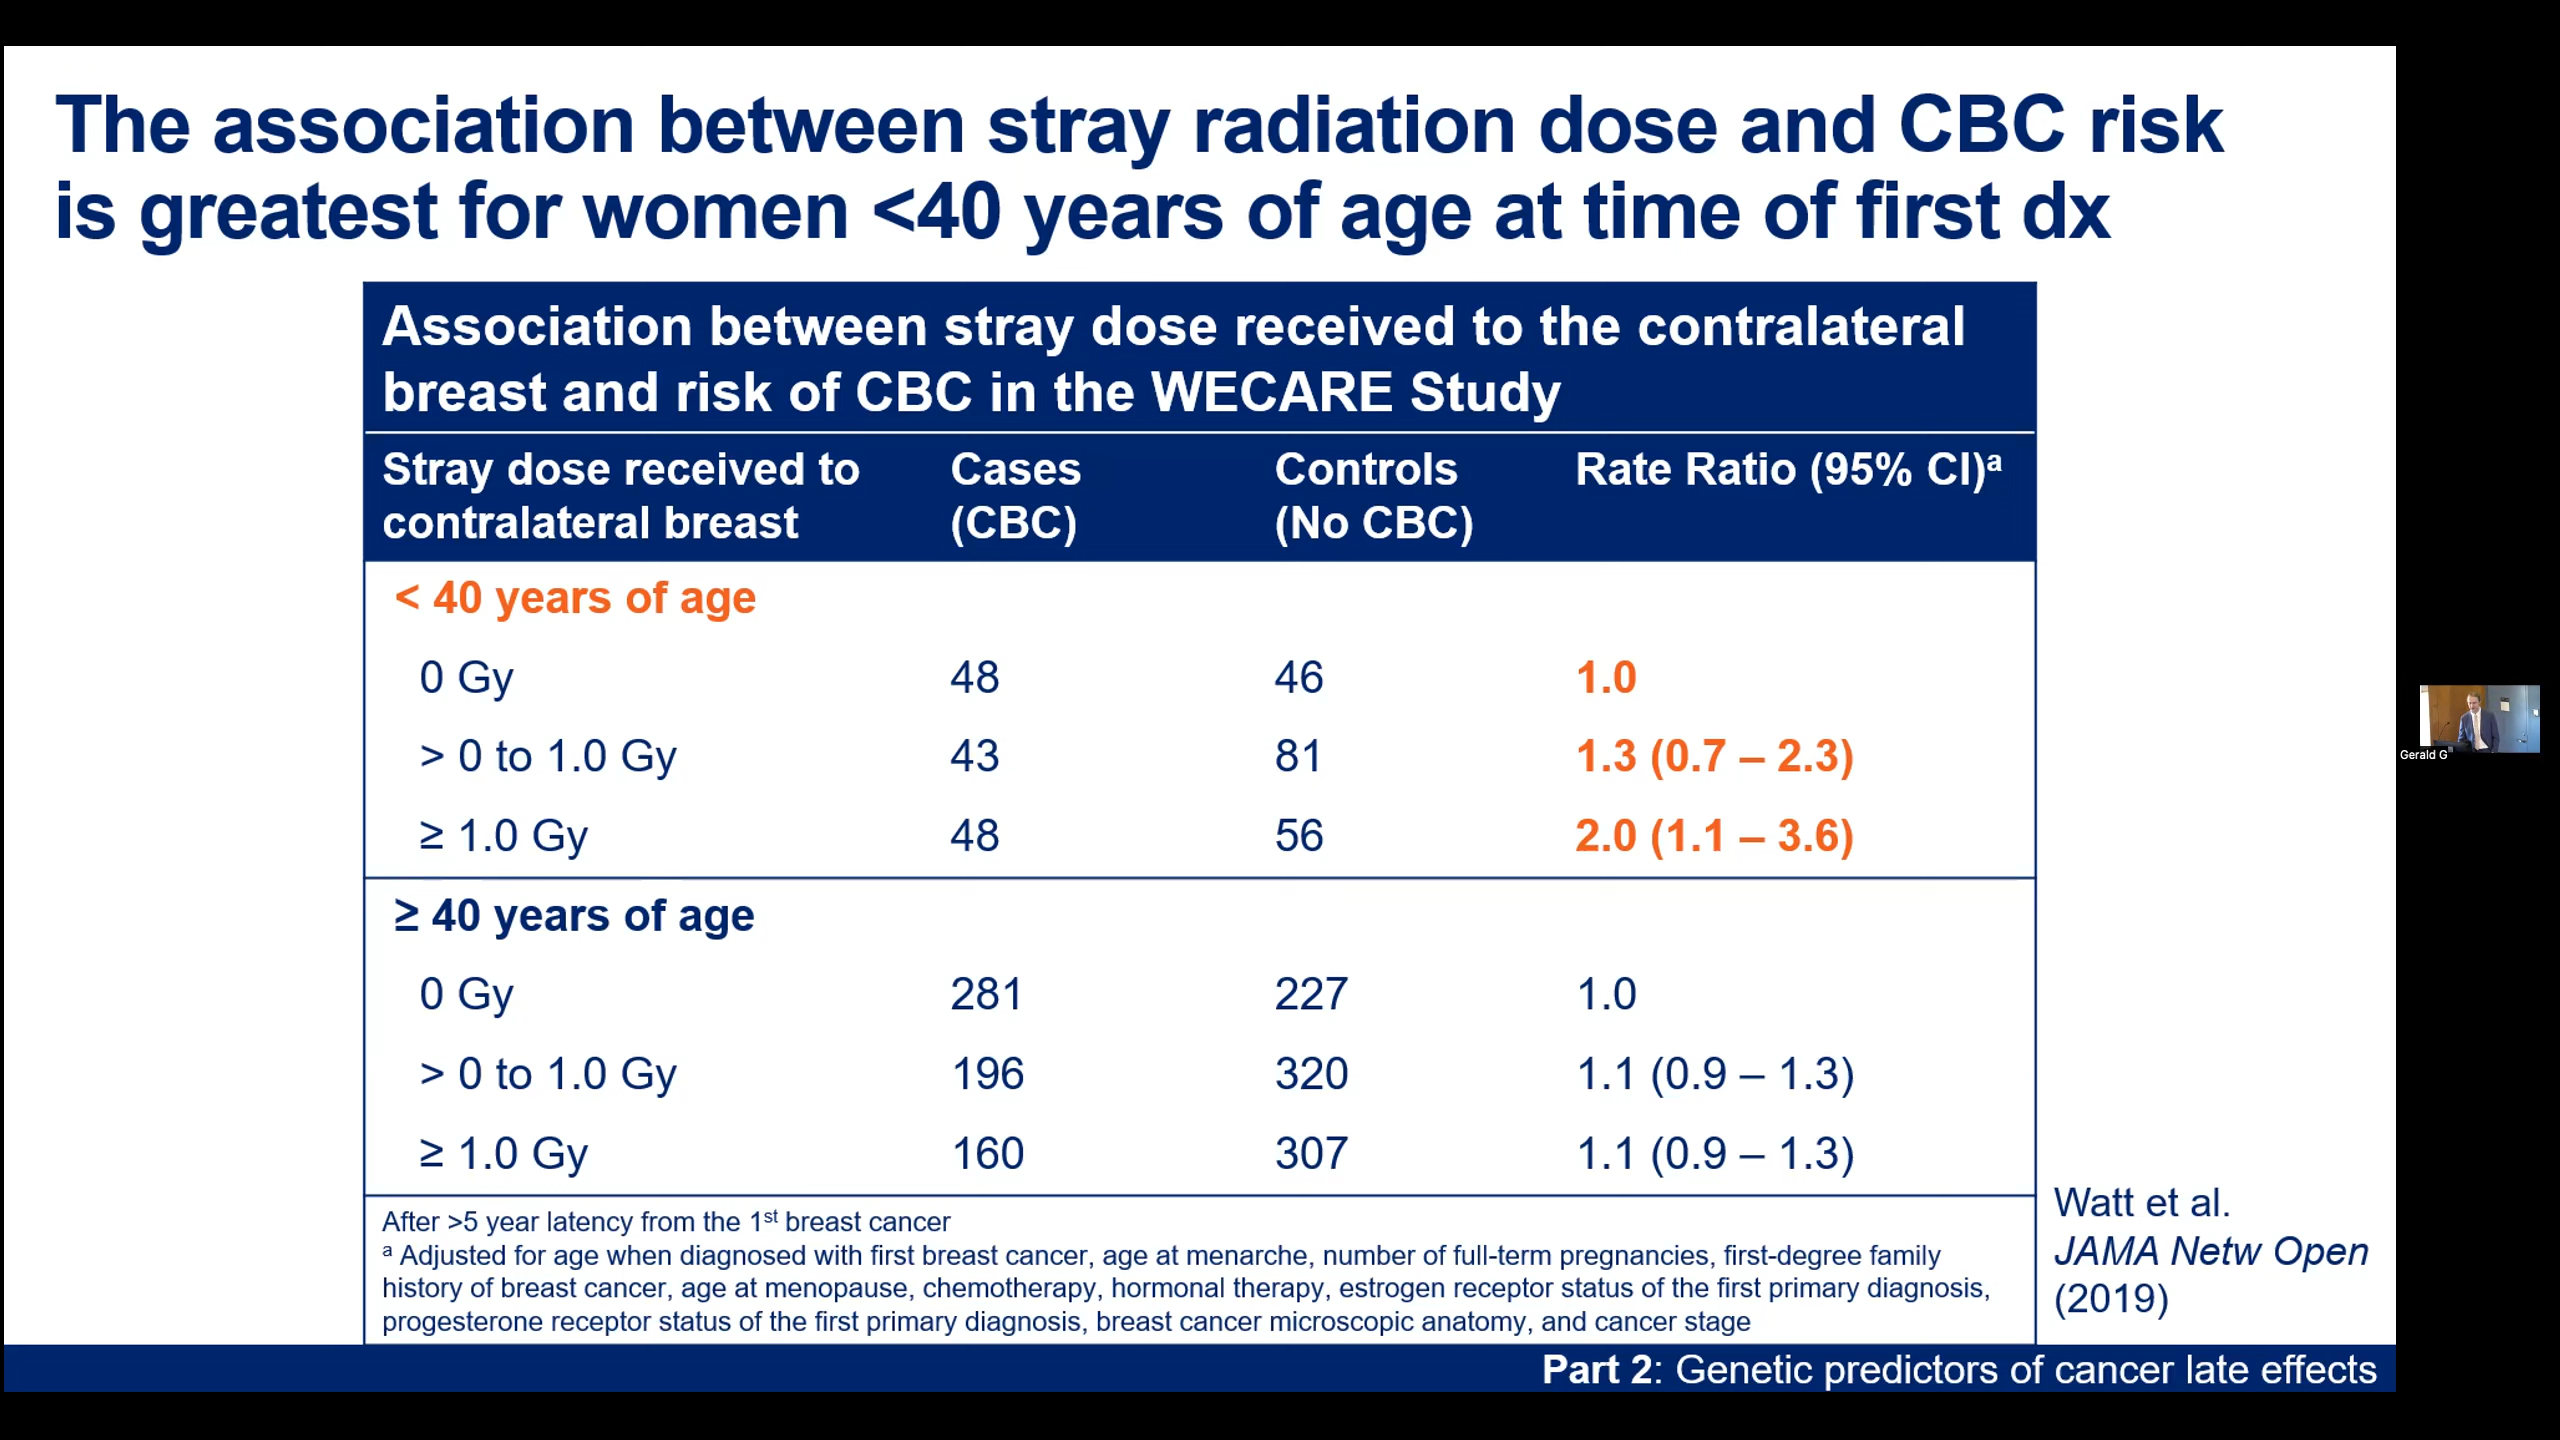 The association between stray radiation dose and CBC risk
is greatest for women <40 years of age at time of first dx
Association between stray dose received to the contralateral
breast and risk of CBC in the WECARE Study
Stray dose received to contralateral breast Cases (CBC) Controls (No CBC) Rate Ratio (95% CI)ᵃ
< 40 years of age
0 Gy 48 46 1.0
> 0 to 1.0 Gy 43 81 1.3 (0.7 – 2.3)
≥ 1.0 Gy 48 56 2.0 (1.1 – 3.6)
≥ 40 years of age
0 Gy 281 227 1.0
> 0 to 1.0 Gy 196 320 1.1 (0.9 – 1.3)
≥ 1.0 Gy 160 307 1.1 (0.9 – 1.3)
After >5 year latency from the 1st breast cancer
ᵃ Adjusted for age when diagnosed with first breast cancer, age at menarche, number of full-term pregnancies, first-degree family
history of breast cancer, age at menopause, chemotherapy, hormonal therapy, estrogen receptor status of the first primary diagnosis,
progesterone receptor status of the first primary diagnosis, breast cancer microscopic anatomy, and cancer stage
Watt et al.
JAMA Netw Open
(2019)
Part 2: Genetic predictors of cancer late effects
Gerald G